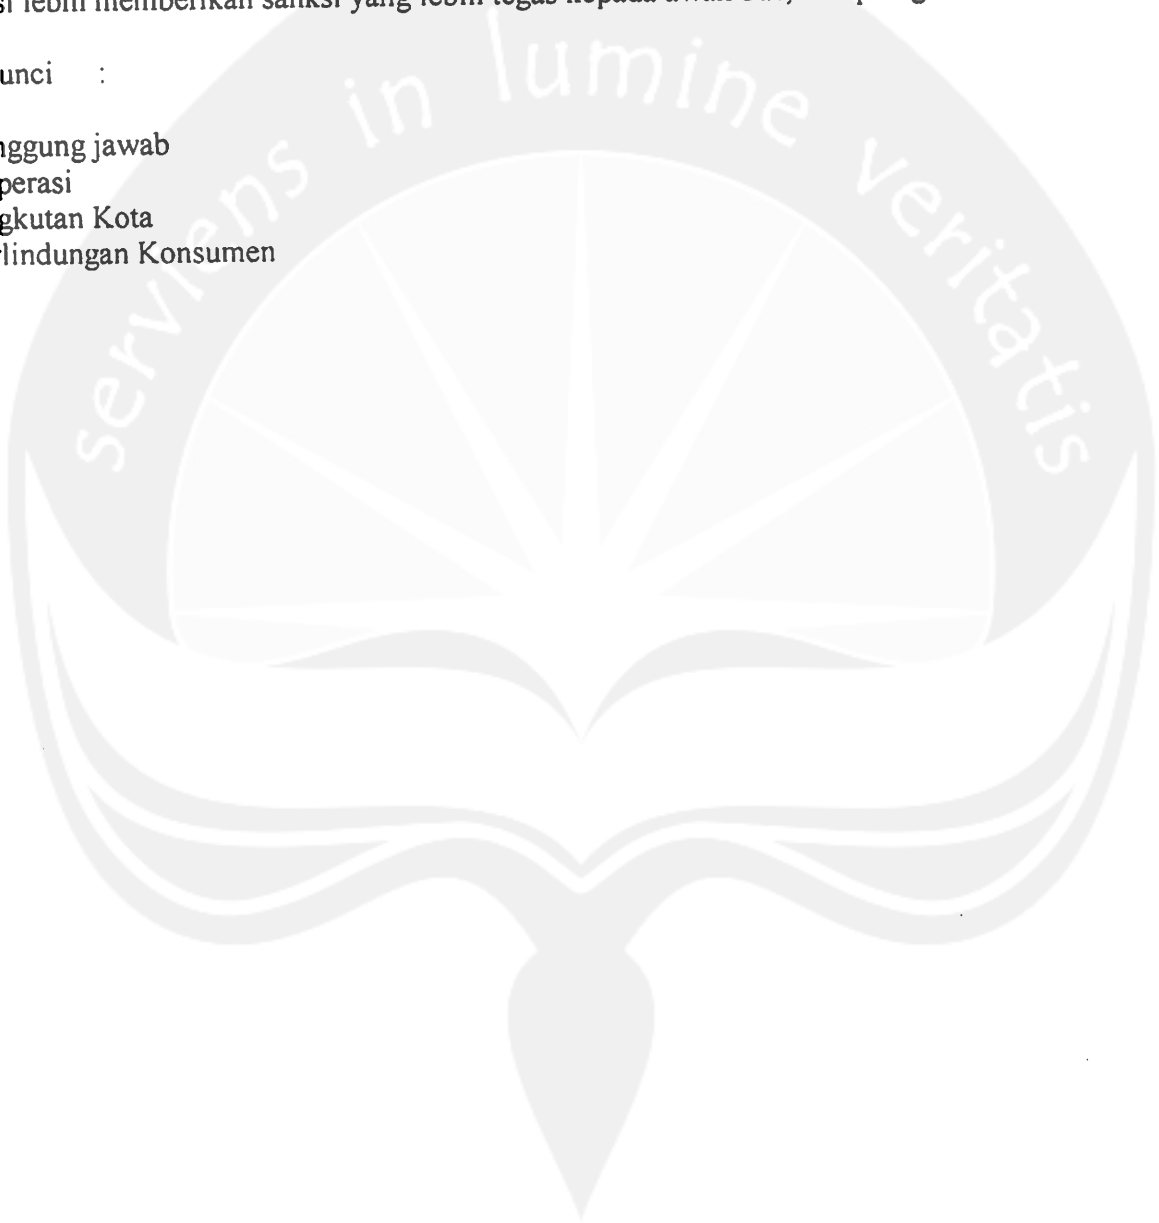 si lebih memberikan sanksi yang lebih tegas kepada
unci :
nggung jawab
perasi
gkutan Kota
rlindungan Konsumen
serviens in lumine veritatis